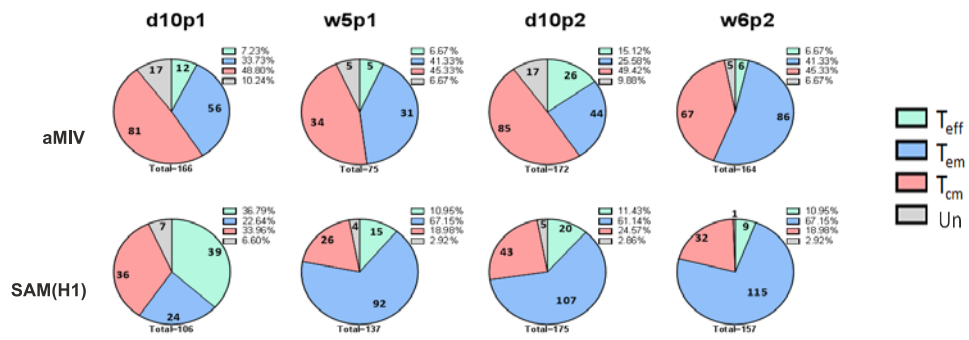 d10p1 w5p1 d10p2 w6p2
aMIV
7.23%
33.73%
48.80%
10.24%
17 12 56 81
Total=166
6.67%
41.33%
45.33%
6.67%
5 5 31 34
Total=75
15.12%
25.58%
49.42%
9.88%
17 26 44 85
Total=172
6.67%
41.33%
45.33%
6.67%
5 6 86 67
Total=164
SAM(H1)
36.79%
22.64%
33.96%
6.60%
7 39 24 36
Total=106
10.95%
67.15%
18.98%
2.92%
4 15 92 26
Total=137
11.43%
61.14%
24.57%
2.86%
5 20 107 43
Total=175
10.95%
67.15%
18.98%
2.92%
1 9 115 32
Total=157
Teff
Tem
Tcm
Un